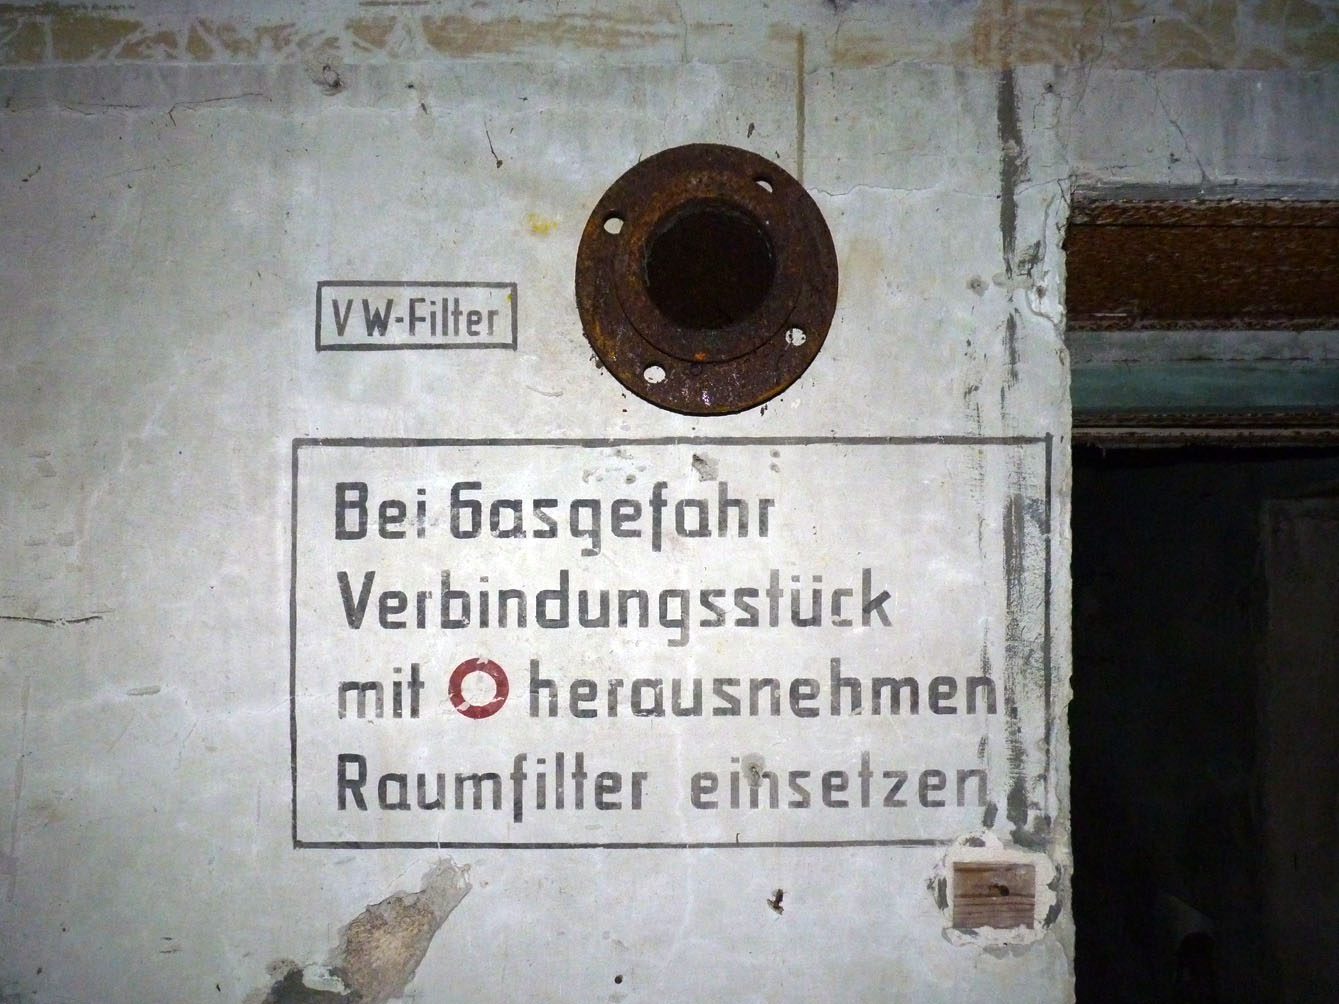 VW-Filter
Bei Gasgefahr
Verbindungsstück
mit O herausnehmen
Raumfilter einsetzen